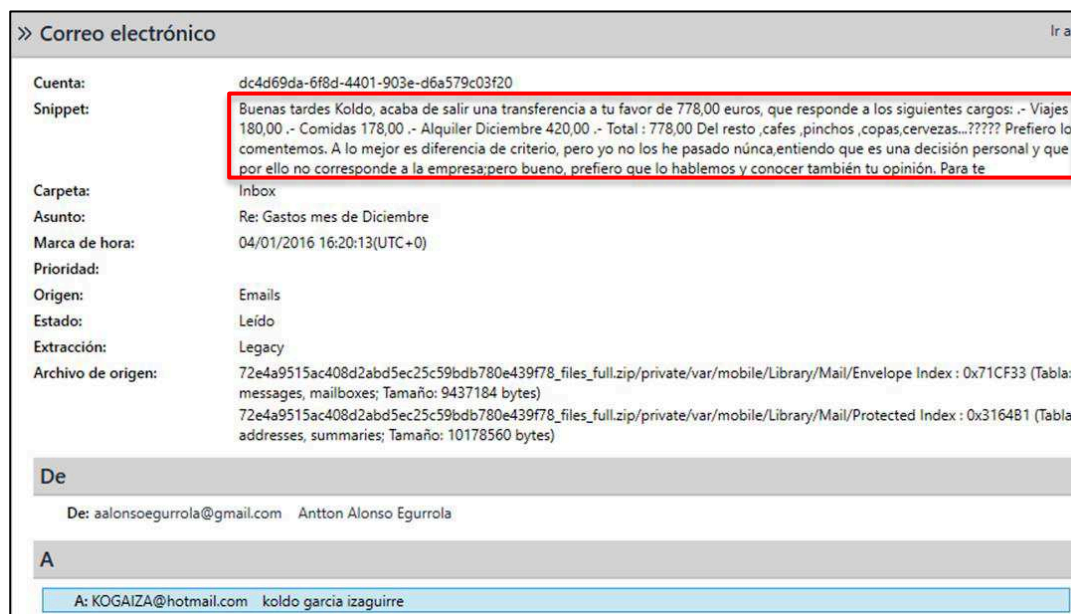 » Correo electrónico
Ir a
Cuenta: dc4d69da-6f8d-4401-903e-d6a579c03f20
Snippet: Buenas tardes Koldo, acaba de salir una transferencia a tu favor de 778,00 euros, que responde a los siguientes cargos: .- Viajes
180,00 .- Comidas 178,00 .- Alquiler Diciembre 420,00 .- Total : 778,00 Del resto ,cafes ,pinchos ,copas,cervezas...????? Prefiero lo
comentemos. A lo mejor es diferencia de criterio, pero yo no los he pasado núnca,entiendo que es una decisión personal y que
por ello no corresponde a la empresa;pero bueno, prefiero que lo hablemos y conocer también tu opinión. Para te
Carpeta: Inbox
Asunto: Re: Gastos mes de Diciembre
Marca de hora: 04/01/2016 16:20:13(UTC+0)
Prioridad:
Origen: Emails
Estado: Leído
Extracción: Legacy
Archivo de origen: 72e4a9515ac408d2abd5ec25c59bdb780e439f78_files_full.zip/private/var/mobile/Library/Mail/Envelope Index : 0x71CF33 (Tabla:
messages, mailboxes; Tamaño: 9437184 bytes)
72e4a9515ac408d2abd5ec25c59bdb780e439f78_files_full.zip/private/var/mobile/Library/Mail/Protected Index : 0x3164B1 (Tabla
addresses, summaries; Tamaño: 10178560 bytes)
De
De: aalonsoegurrola@gmail.com Antton Alonso Egurrola
A
A: KOGAIZA@hotmail.com koldo garcia izaguirre